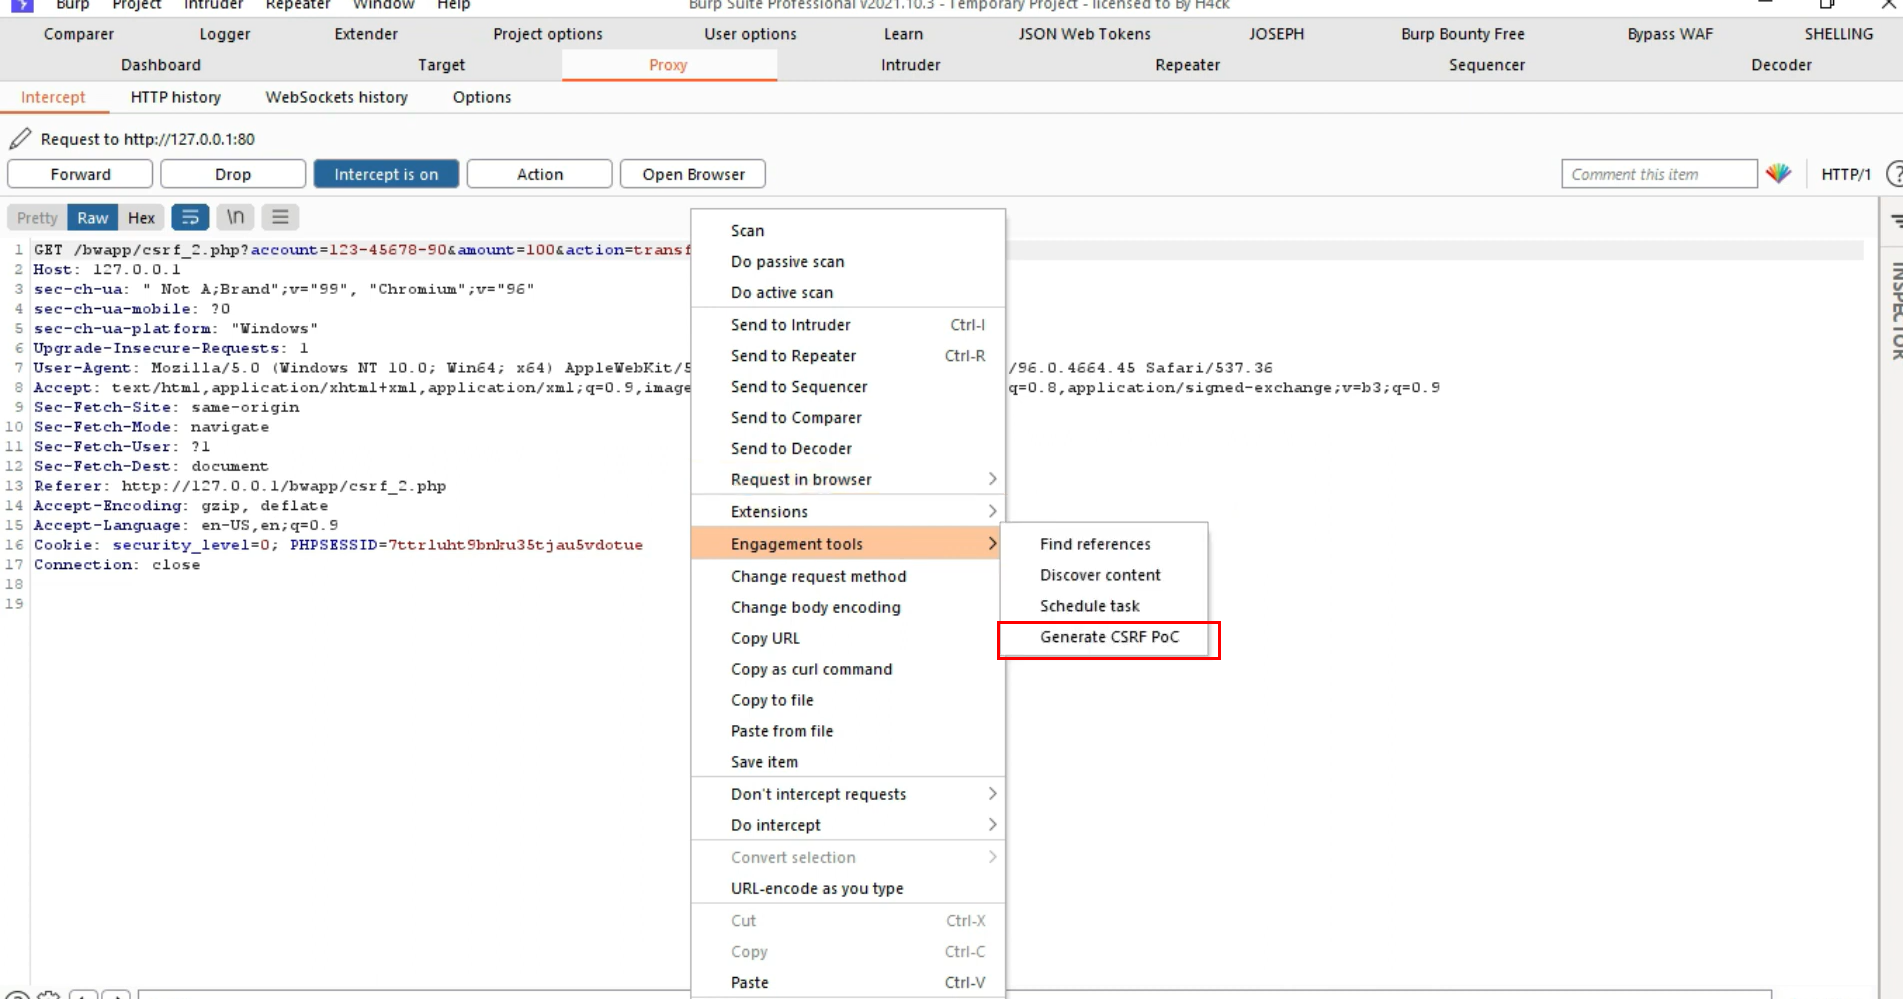 Burp Project Intruder Repeater Window Help Burp Suite Professional v2021.10.3 - Temporary Project - licensed to By H4ck
Comparer Logger Extender Project options User options Learn JSON Web Tokens JOSEPH Burp Bounty Free Bypass WAF SHELLING
Dashboard Target Proxy Intruder Repeater Sequencer Decoder
Intercept HTTP history WebSockets history Options
Request to http://127.0.0.1:80
Forward Drop Intercept is on Action Open Browser Comment this item HTTP/1 ?
Pretty Raw Hex \n
1 GET /bwapp/csrf_2.php?account=123-45678-90&amount=100&action=transf
2 Host: 127.0.0.1
3 sec-ch-ua: " Not A;Brand";v="99", "Chromium";v="96"
4 sec-ch-ua-mobile: ?0
5 sec-ch-ua-platform: "Windows"
6 Upgrade-Insecure-Requests: 1
7 User-Agent: Mozilla/5.0 (Windows NT 10.0; Win64; x64) AppleWebKit/5 /96.0.4664.45 Safari/537.36
8 Accept: text/html,application/xhtml+xml,application/xml;q=0.9,image q=0.8,application/signed-exchange;v=b3;q=0.9
9 Sec-Fetch-Site: same-origin
10 Sec-Fetch-Mode: navigate
11 Sec-Fetch-User: ?1
12 Sec-Fetch-Dest: document
13 Referer: http://127.0.0.1/bwapp/csrf_2.php
14 Accept-Encoding: gzip, deflate
15 Accept-Language: en-US,en;q=0.9
16 Cookie: security_level=0; PHPSESSID=7ttrluht9bnku35tjau5vdotue
17 Connection: close
18
19
Scan
Do passive scan
Do active scan
Send to Intruder Ctrl-I
Send to Repeater Ctrl-R
Send to Sequencer
Send to Comparer
Send to Decoder
Request in browser
Extensions
Engagement tools
Change request method
Change body encoding
Copy URL
Copy as curl command
Copy to file
Paste from file
Save item
Don't intercept requests
Do intercept
Convert selection
URL-encode as you type
Cut Ctrl-X
Copy Ctrl-C
Paste Ctrl-V
Find references
Discover content
Schedule task
Generate CSRF PoC
INSPECTOR